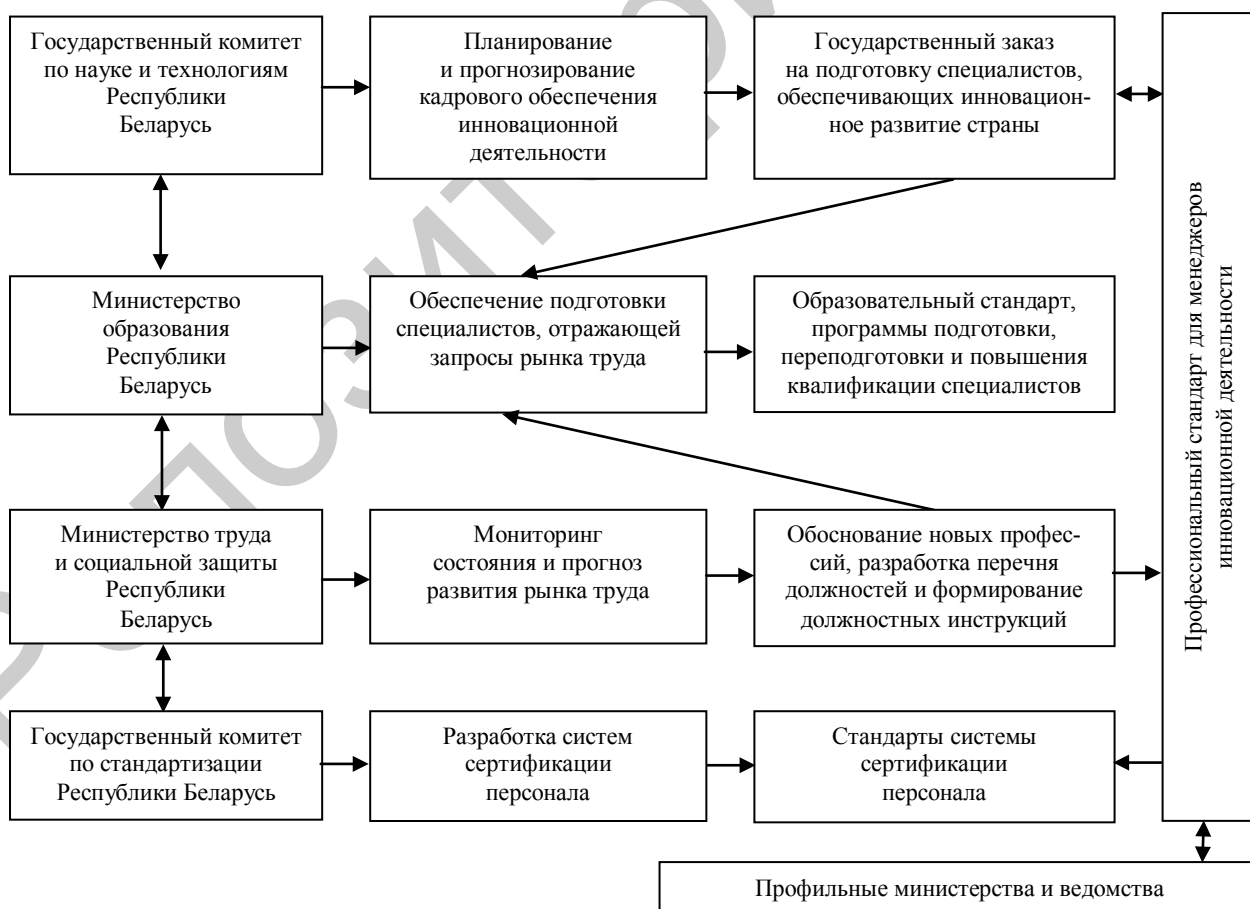 Государственный комитет
по науке и технологиям
Республики
Беларусь
Планирование
и прогнозирование
кадрового обеспечения
инновационной
деятельности
Государственный заказ
на подготовку специалистов,
обеспечивающих инновацион-
ное развитие страны
Министерство
образования
Республики
Беларусь
Обеспечение подготовки
специалистов, отражающей
запросы рынка труда
Образовательный стандарт,
программы подготовки,
переподготовки и повышения
квалификации специалистов
Министерство труда
и социальной защиты
Республики
Беларусь
Мониторинг
состояния и прогноз
развития рынка труда
Обоснование новых профес-
сий, разработка перечня
должностей и формирование
должностных инструкций
Государственный комитет
по стандартизации
Республики Беларусь
Разработка систем
сертификации
персонала
Стандарты системы
сертификации
персонала
Профессиональный стандарт для менеджеров
инновационной деятельности
Профильные министерства и ведомства